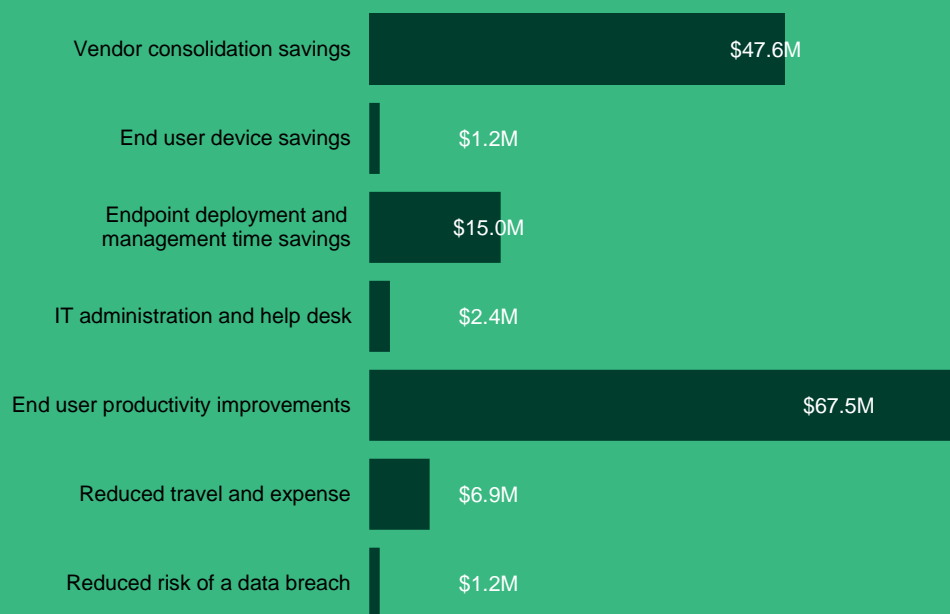 Vendor consolidation savings
$47.6M
End user device savings
$1.2M
Endpoint deployment and
management time savings
$15.0M
IT administration and help desk
$2.4M
End user productivity improvements
$67.5M
Reduced travel and expense
$6.9M
Reduced risk of a data breach
$1.2M